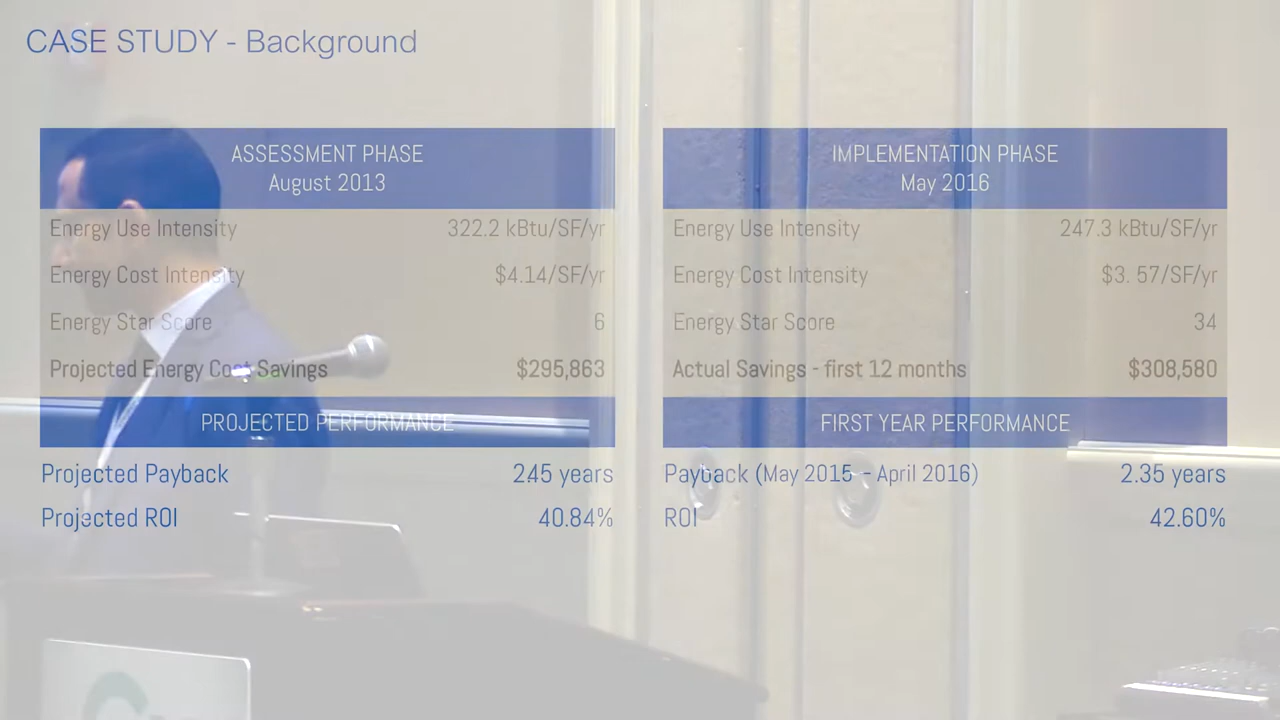 CASE STUDY - Background
ASSESSMENT PHASE
August 2013
Energy Use Intensity 322.2 kBtu/SF/yr
Energy Cost Intensity $4.14/SF/yr
Energy Star Score 6
Projected Energy Cost Savings $295,863
PROJECTED PERFORMANCE
Projected Payback 245 years
Projected ROI 40.84%
IMPLEMENTATION PHASE
May 2016
Energy Use Intensity 247.3 kBtu/SF/yr
Energy Cost Intensity $3. 57/SF/yr
Energy Star Score 34
Actual Savings - first 12 months $308,580
FIRST YEAR PERFORMANCE
Payback (May 2015 - April 2016) 2.35 years
ROI 42.60%